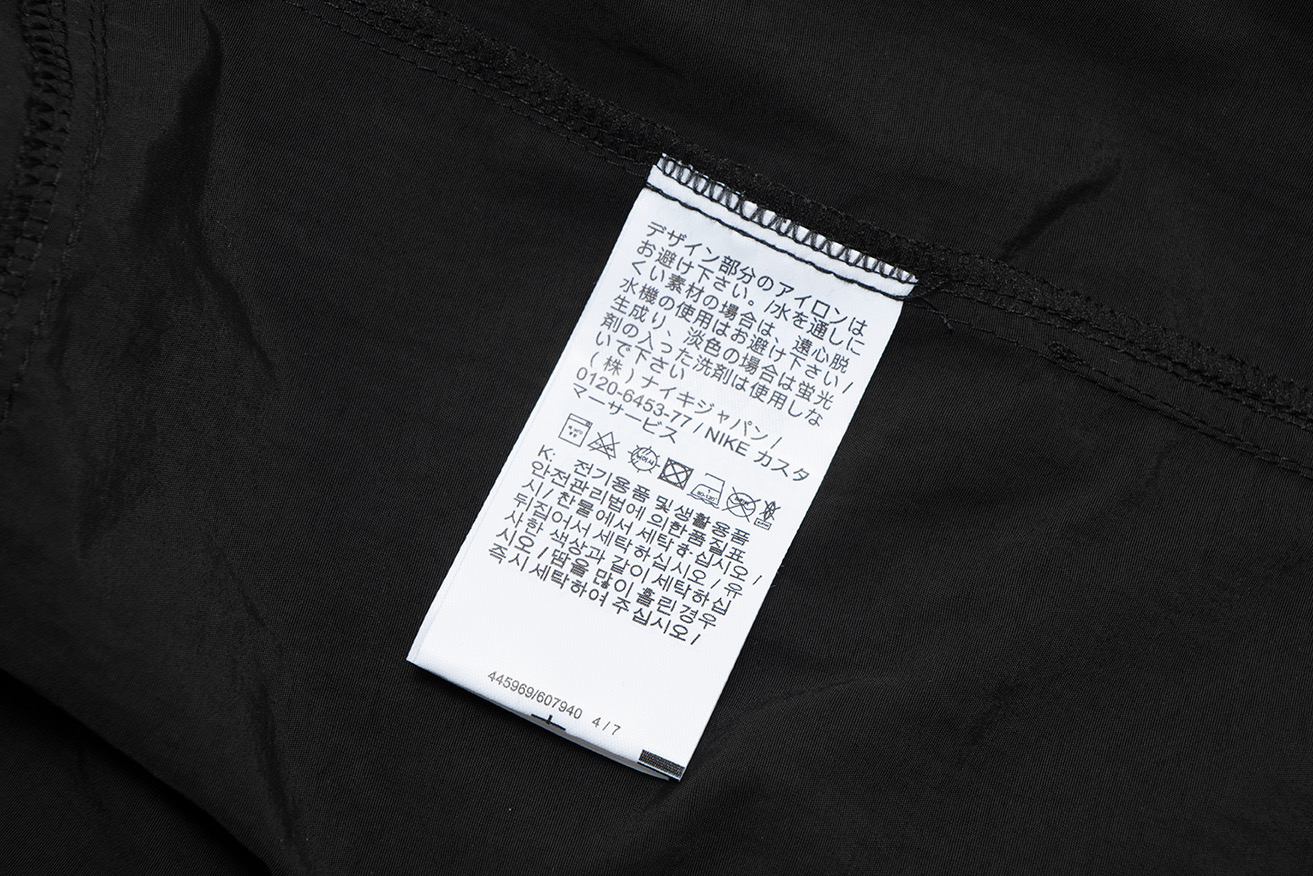 デザイン部分のアイロンは
お避け下さい。/水を通しに
くい素材の場合は、遠心脱
水機の使用はお避け下さい/
生成り、淡色の場合は蛍光
剤の入った洗剤は使用しな
いで下さい
(株)ナイキジャパン/
0120-6453-77 / NIKE カスタ
マーサービス
K: 전기용품 및생활용품
안전관리법에 의한품질표
시/ 찬물에서 세탁하십시오 /
뒤집어서 세탁하십시오 / 유
사한 색상과 같이 세탁하십
시오 / 땀을 많이 흘린 경우
즉시 세탁하여 주십시오 /
445969/607940 4 / 7